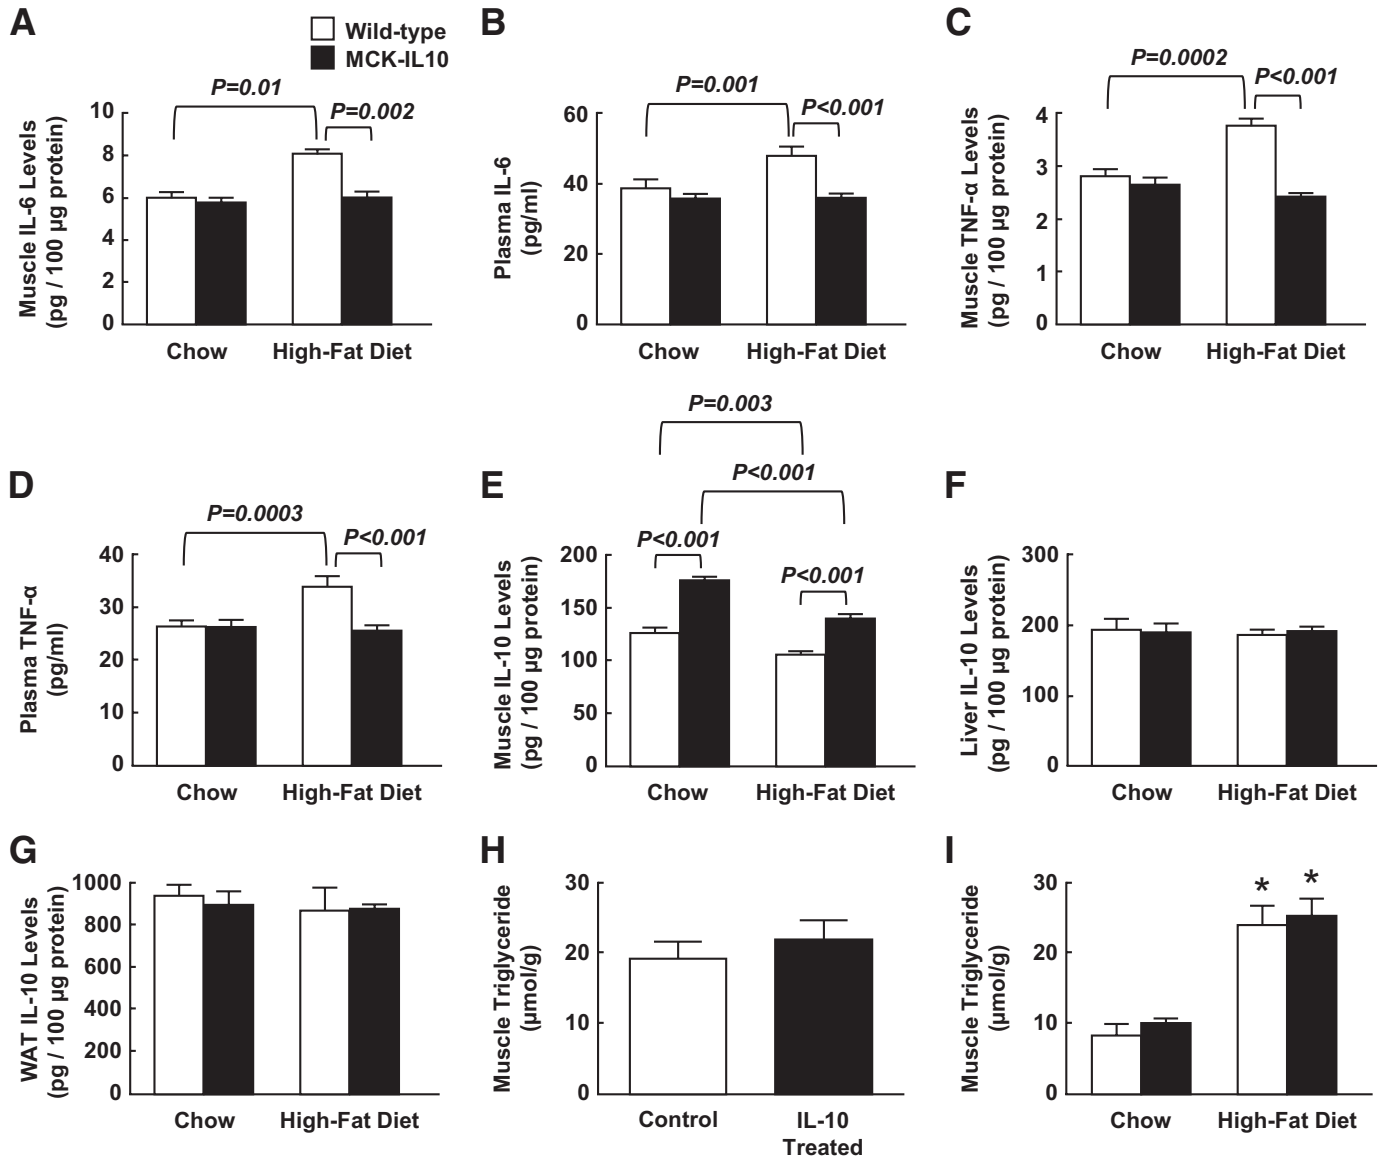 A
Wild-type
MCK-IL10
P=0.01
P=0.002
10
8
6
4
2
0
Muscle IL-6 Levels
(pg / 100 µg protein)
Chow
High-Fat Diet
B
P=0.001
P<0.001
60
40
20
0
Plasma IL-6
(pg/ml)
Chow
High-Fat Diet
C
P=0.0002
P<0.001
4
3
2
1
0
Muscle TNF-α Levels
(pg / 100 µg protein)
Chow
High-Fat Diet
D
P=0.0003
P<0.001
40
30
20
10
0
Plasma TNF-α
(pg/ml)
Chow
High-Fat Diet
E
P=0.003
P<0.001
P<0.001
P<0.001
200
150
100
50
0
Muscle IL-10 Levels
(pg / 100 µg protein)
Chow
High-Fat Diet
F
300
200
100
0
Liver IL-10 Levels
(pg / 100 µg protein)
Chow
High-Fat Diet
G
1000
800
600
400
200
0
WAT IL-10 Levels
(pg / 100 µg protein)
Chow
High-Fat Diet
H
30
20
10
0
Muscle Triglyceride
(µmol/g)
Control
IL-10
Treated
I
30
20
10
0
Muscle Triglyceride
(µmol/g)
*
*
Chow
High-Fat Diet